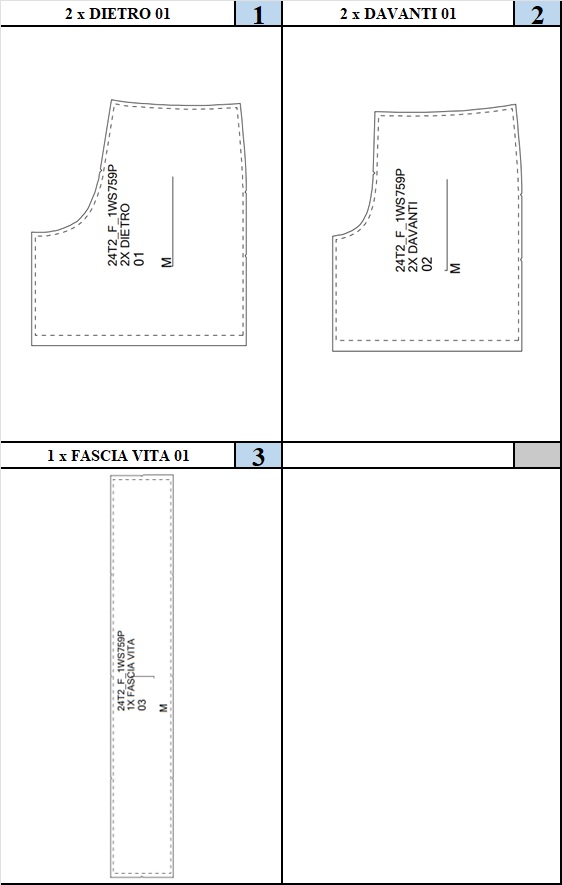 2 x DIETRO 01
1
2 x DAVANTI 01
2
24T2_F_1WS759P
2X DIETRO
01
M
24T2_F_1WS759P
2X DAVANTI
02
M
1 x FASCIA VITA 01
3
24T2_F_1WS759P
1X FASCIA VITA
03
M